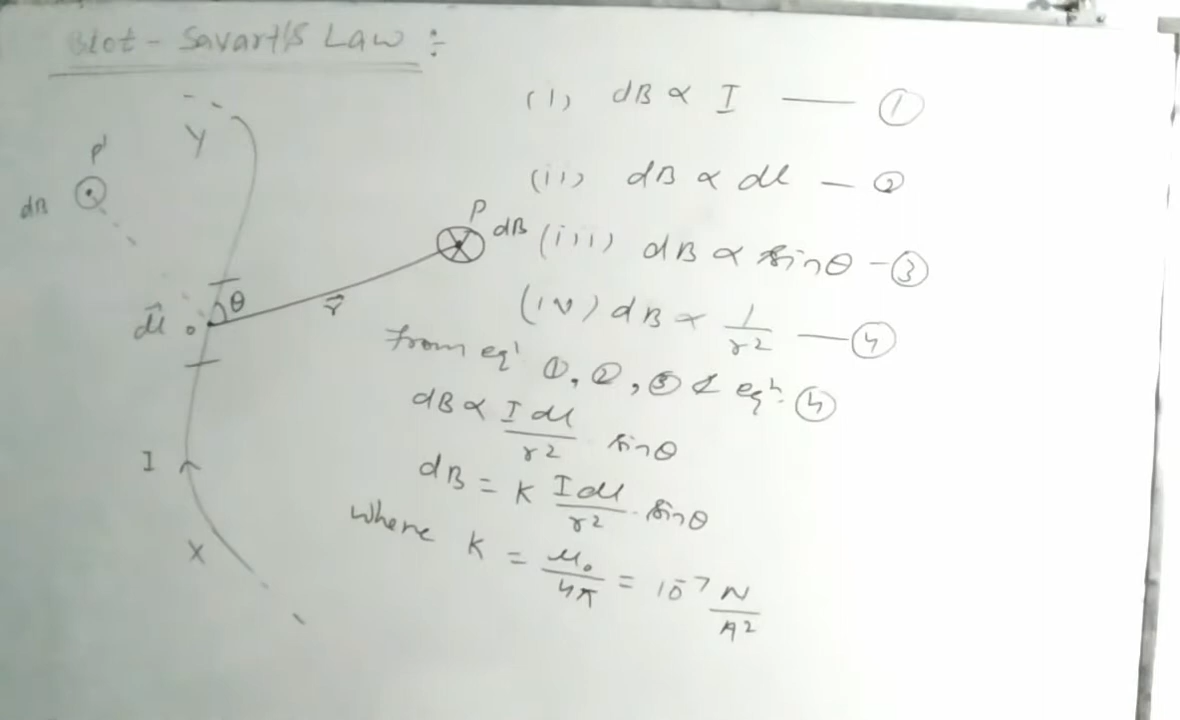 Biot - Savart's Law :
(i) dB ∝ I —— ①
(ii) dB ∝ dl — ②
(iii) dB ∝ sinθ - ③
(iv) dB ∝ 1/r² —— ④
from eqⁿ ①, ②, ③ & eqⁿ. ④
dB ∝ I dl/r² sinθ
dB = K I dl/r² . sinθ
where K = μ₀/4π = 10⁻⁷ N/A²
Y
P'
dB
P
dB
θ
r⃗
dl⃗
o
I
X